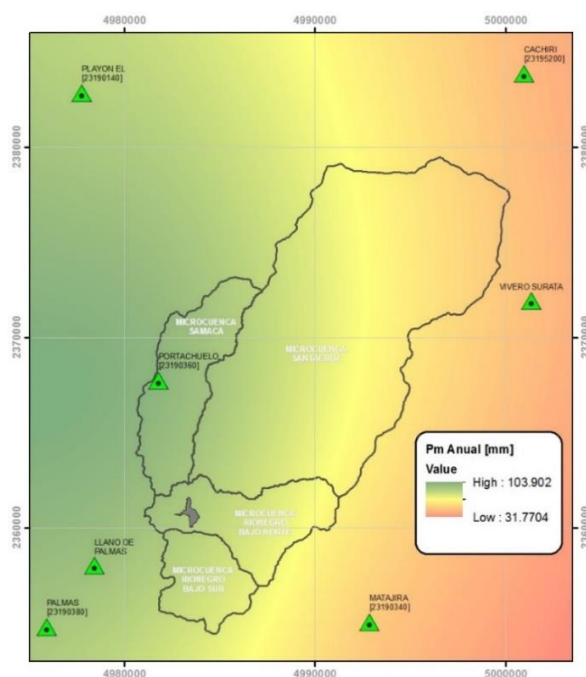 4980000
4990000
5000000
CACHIRI
[23195200]
PLAYON EL
[23190140]
2380000
2380000
VIVERO SURATA
MICROCUENCA
SAMACA
MICROCUENCA
2370000
2370000
PORTACHUELO
[23190360]
Pm Anual [mm]
Value
High : 103.902
Low : 31.7704
MICROCUENCA
RIONEGRO
BAJO NORTE
2360000
2360000
LLANO DE
PALMAS
MICROCUENCA
RIONEGRO
BAJO SUR
PALMAS
[23190380]
MATAJIRA
[23190340]
4980000
4990000
5000000